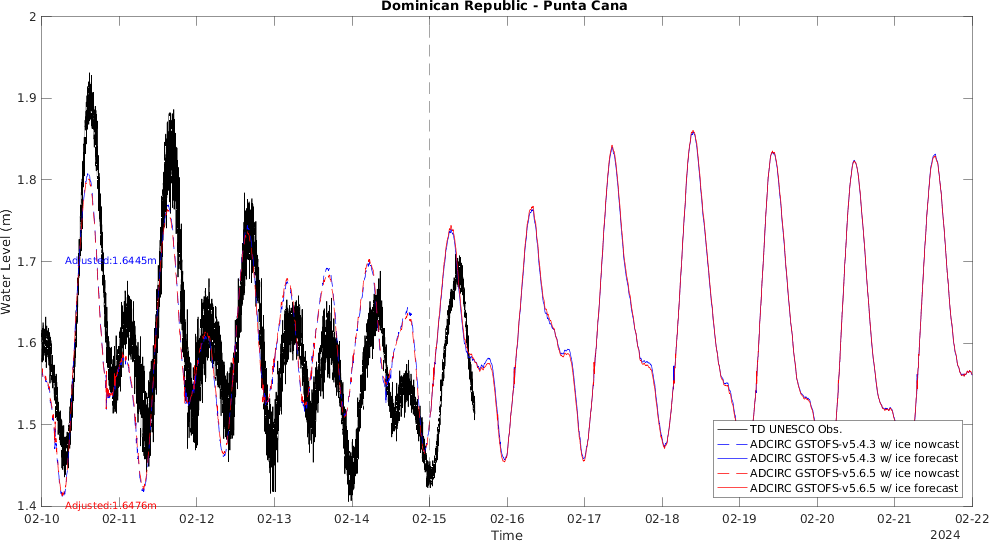 Dominican Republic - Punta Cana
2
1.9
1.8
1.7
1.6
1.5
1.4
Water Level (m)
Adjusted:1.6445m
Adjusted:1.6476m
TD UNESCO Obs.
ADCIRC GSTOFS-v5.4.3 w/ ice nowcast
ADCIRC GSTOFS-v5.4.3 w/ ice forecast
ADCIRC GSTOFS-v5.6.5 w/ ice nowcast
ADCIRC GSTOFS-v5.6.5 w/ ice forecast
02-10 02-11 02-12 02-13 02-14 02-15 02-16 02-17 02-18 02-19 02-20 02-21 02-22
Time
2024